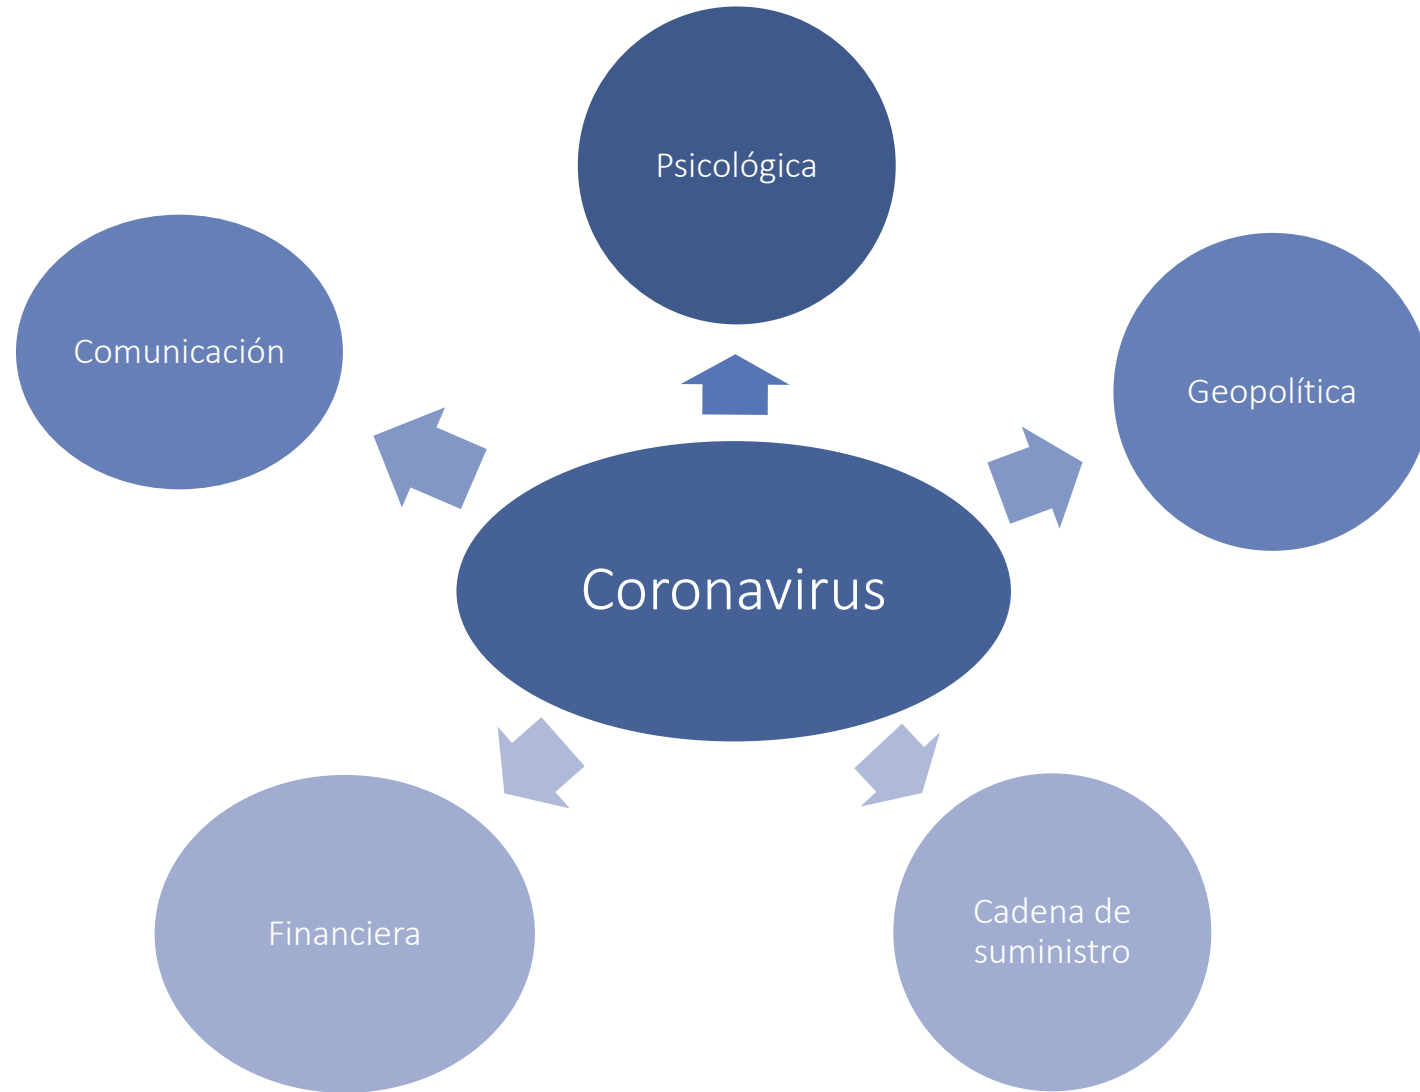 Psicológica
Comunicación
Geopolítica
Coronavirus
Financiera
Cadena de
suministro